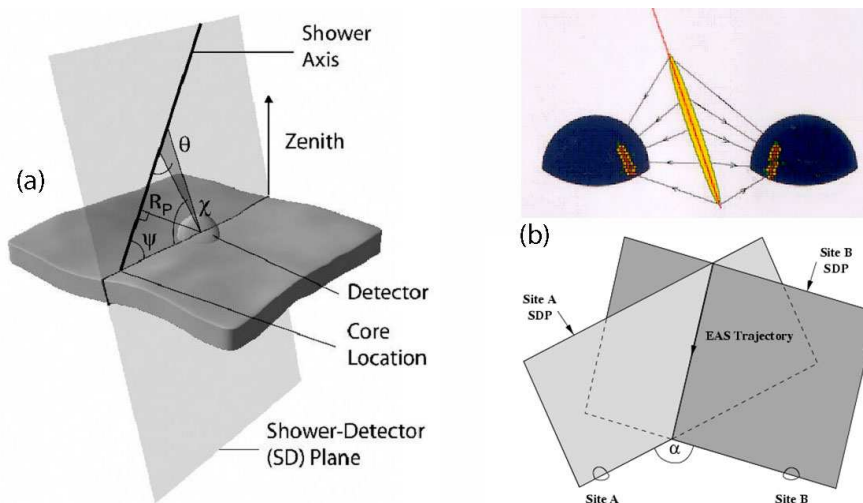 Shower
Axis
Zenith
(a)
θ
R_P
χ
ψ
Detector
Core
Location
Shower-Detector
(SD) Plane
(b)
Site B
SDP
Site A
SDP
EAS Trajectory
α
Site A
Site B